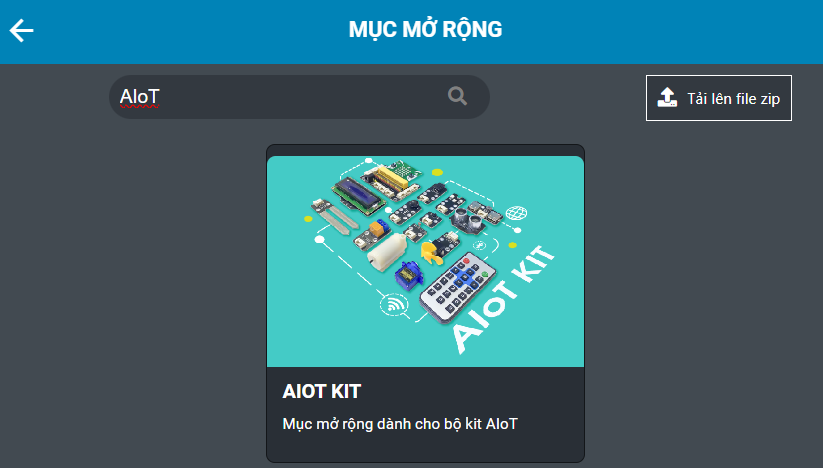 MỤC MỞ RỘNG
AIoT
Tải lên file zip
AIoT KIT
AIOT KIT
Mục mở rộng dành cho bộ kit AIoT